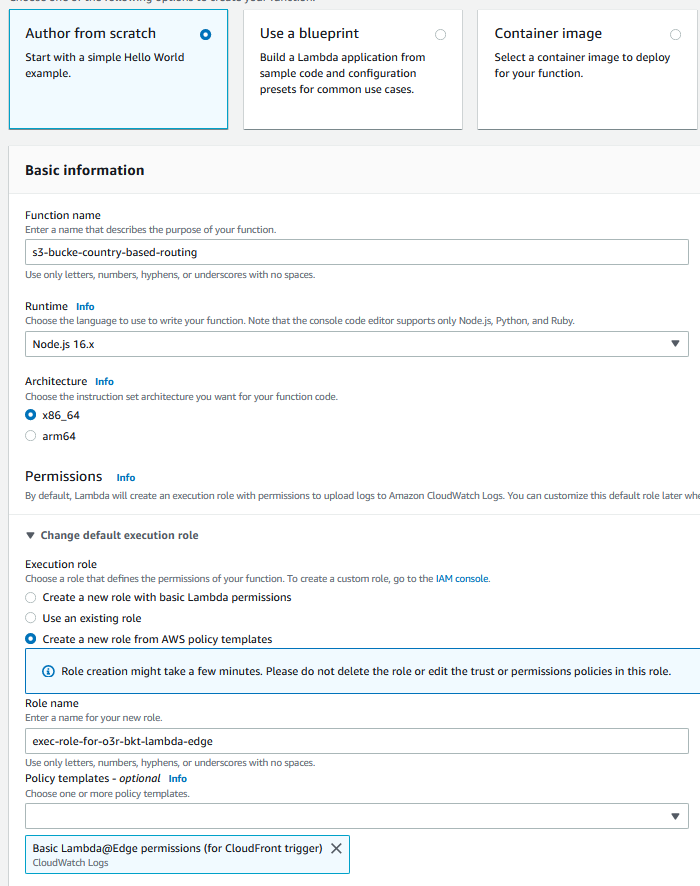 Author from scratch
Start with a simple Hello World
example.
Use a blueprint
Build a Lambda application from
sample code and configuration
presets for common use cases.
Container image
Select a container image to deploy
for your function.
Basic information
Function name
Enter a name that describes the purpose of your function.
s3-bucke-country-based-routing
Use only letters, numbers, hyphens, or underscores with no spaces.
Runtime Info
Choose the language to use to write your function. Note that the console code editor supports only Node.js, Python, and Ruby.
Node.js 16.x
Architecture Info
Choose the instruction set architecture you want for your function code.
x86_64
arm64
Permissions Info
By default, Lambda will create an execution role with permissions to upload logs to Amazon CloudWatch Logs. You can customize this default role later
Change default execution role
Execution role
Choose a role that defines the permissions of your function. To create a custom role, go to the IAM console.
Create a new role with basic Lambda permissions
Use an existing role
Create a new role from AWS policy templates
Role creation might take a few minutes. Please do not delete the role or edit the trust or permissions policies in this role.
Role name
Enter a name for your new role.
exec-role-for-o3r-bkt-lambda-edge
Use only letters, numbers, hyphens, or underscores with no spaces.
Policy templates - optional Info
Choose one or more policy templates.
Basic Lambda@Edge permissions (for CloudFront trigger)
CloudWatch Logs